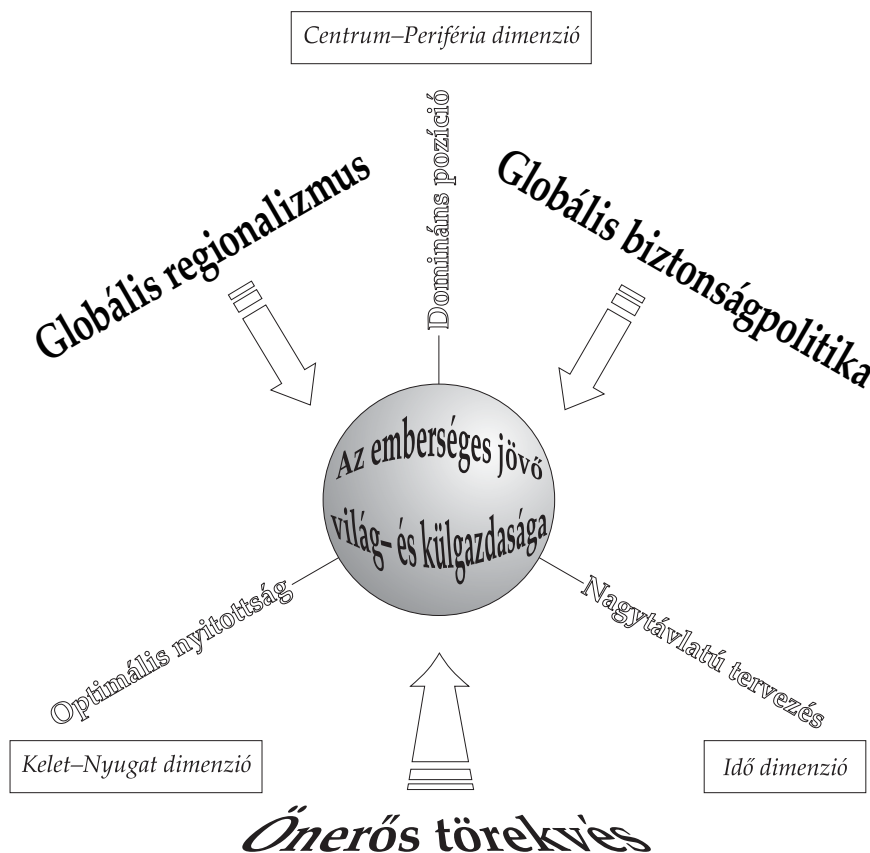 Centrum–Periféria dimenzió
Domináns pozíció
Globális regionalizmus
Globális biztonságpolitika
Az emberséges jövő
világ– és külgazdasága
Optimális nyitottság
Nagytávlatú tervezés
Kelet–Nyugat dimenzió
Idő dimenzió
Önerős törekvés